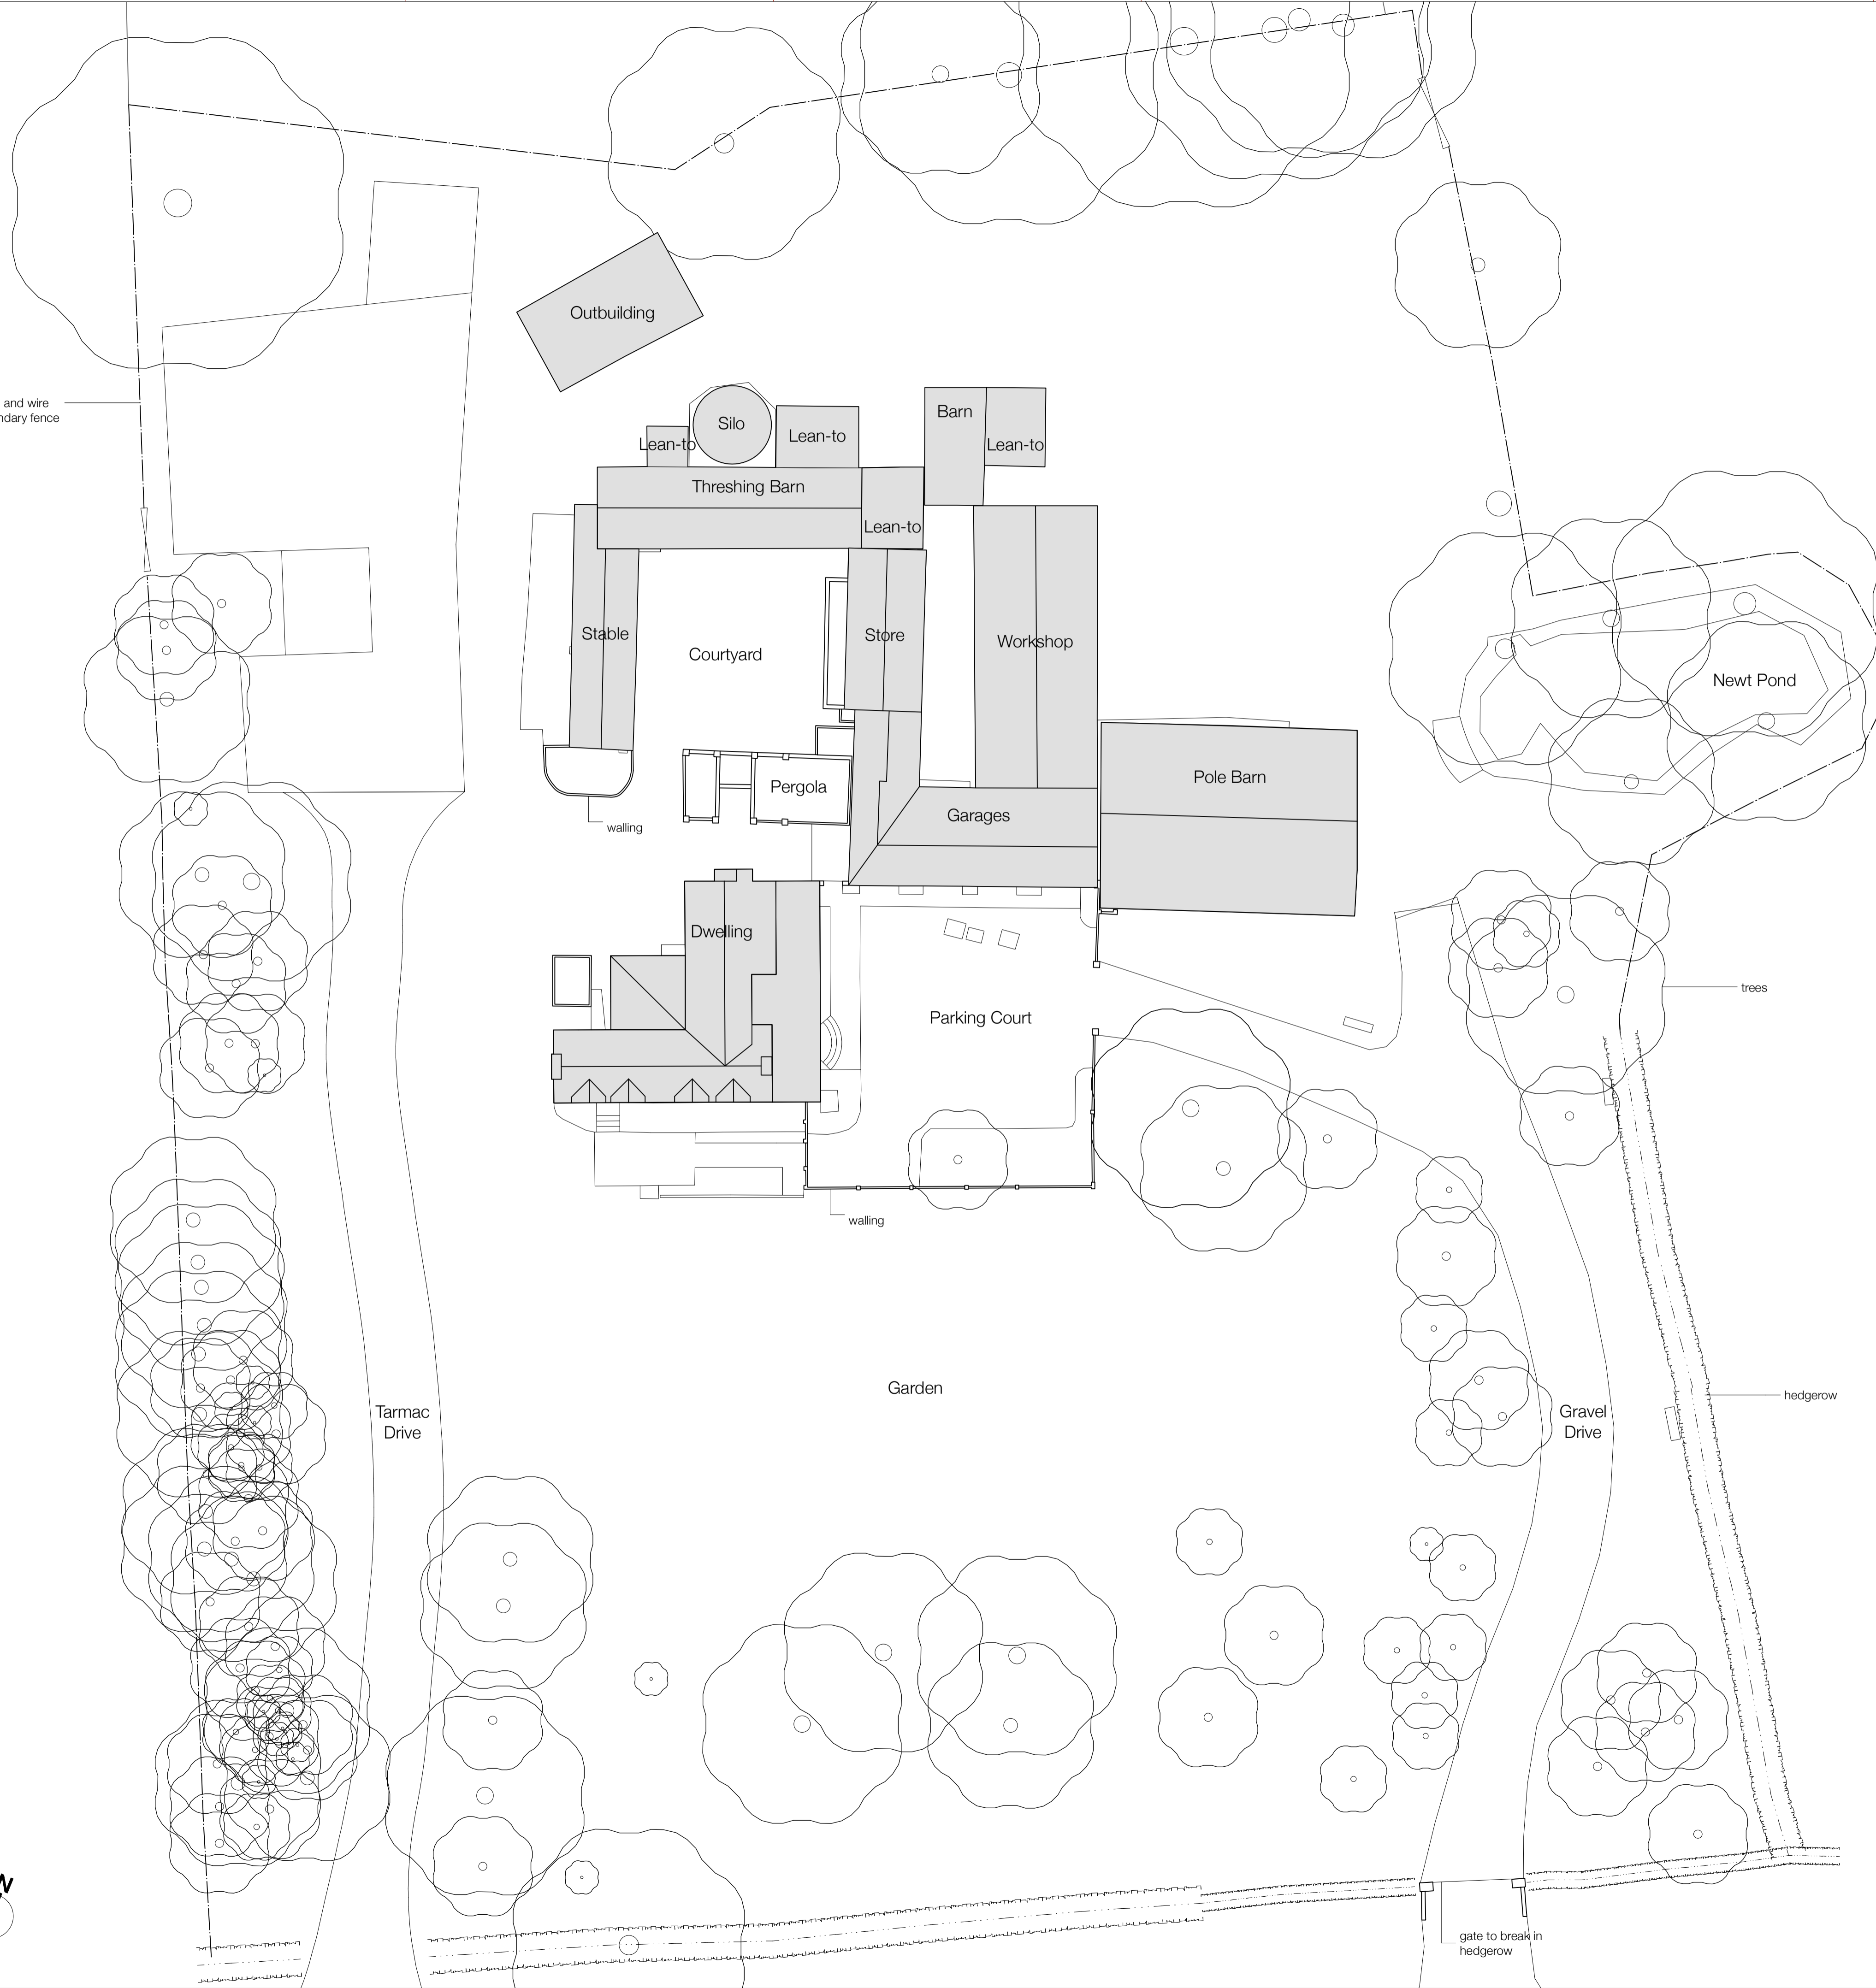 Outbuilding
and wire
ndary fence
Silo
Barn
Lean-to
Lean-to
Lean-to
Threshing Barn
Lean-to
Stable
Courtyard
Store
Workshop
Newt Pond
Pergola
Pole Barn
Garages
walling
Dwelling
trees
Parking Court
walling
Garden
hedgerow
Tarmac
Drive
Gravel
Drive
gate to break in
hedgerow